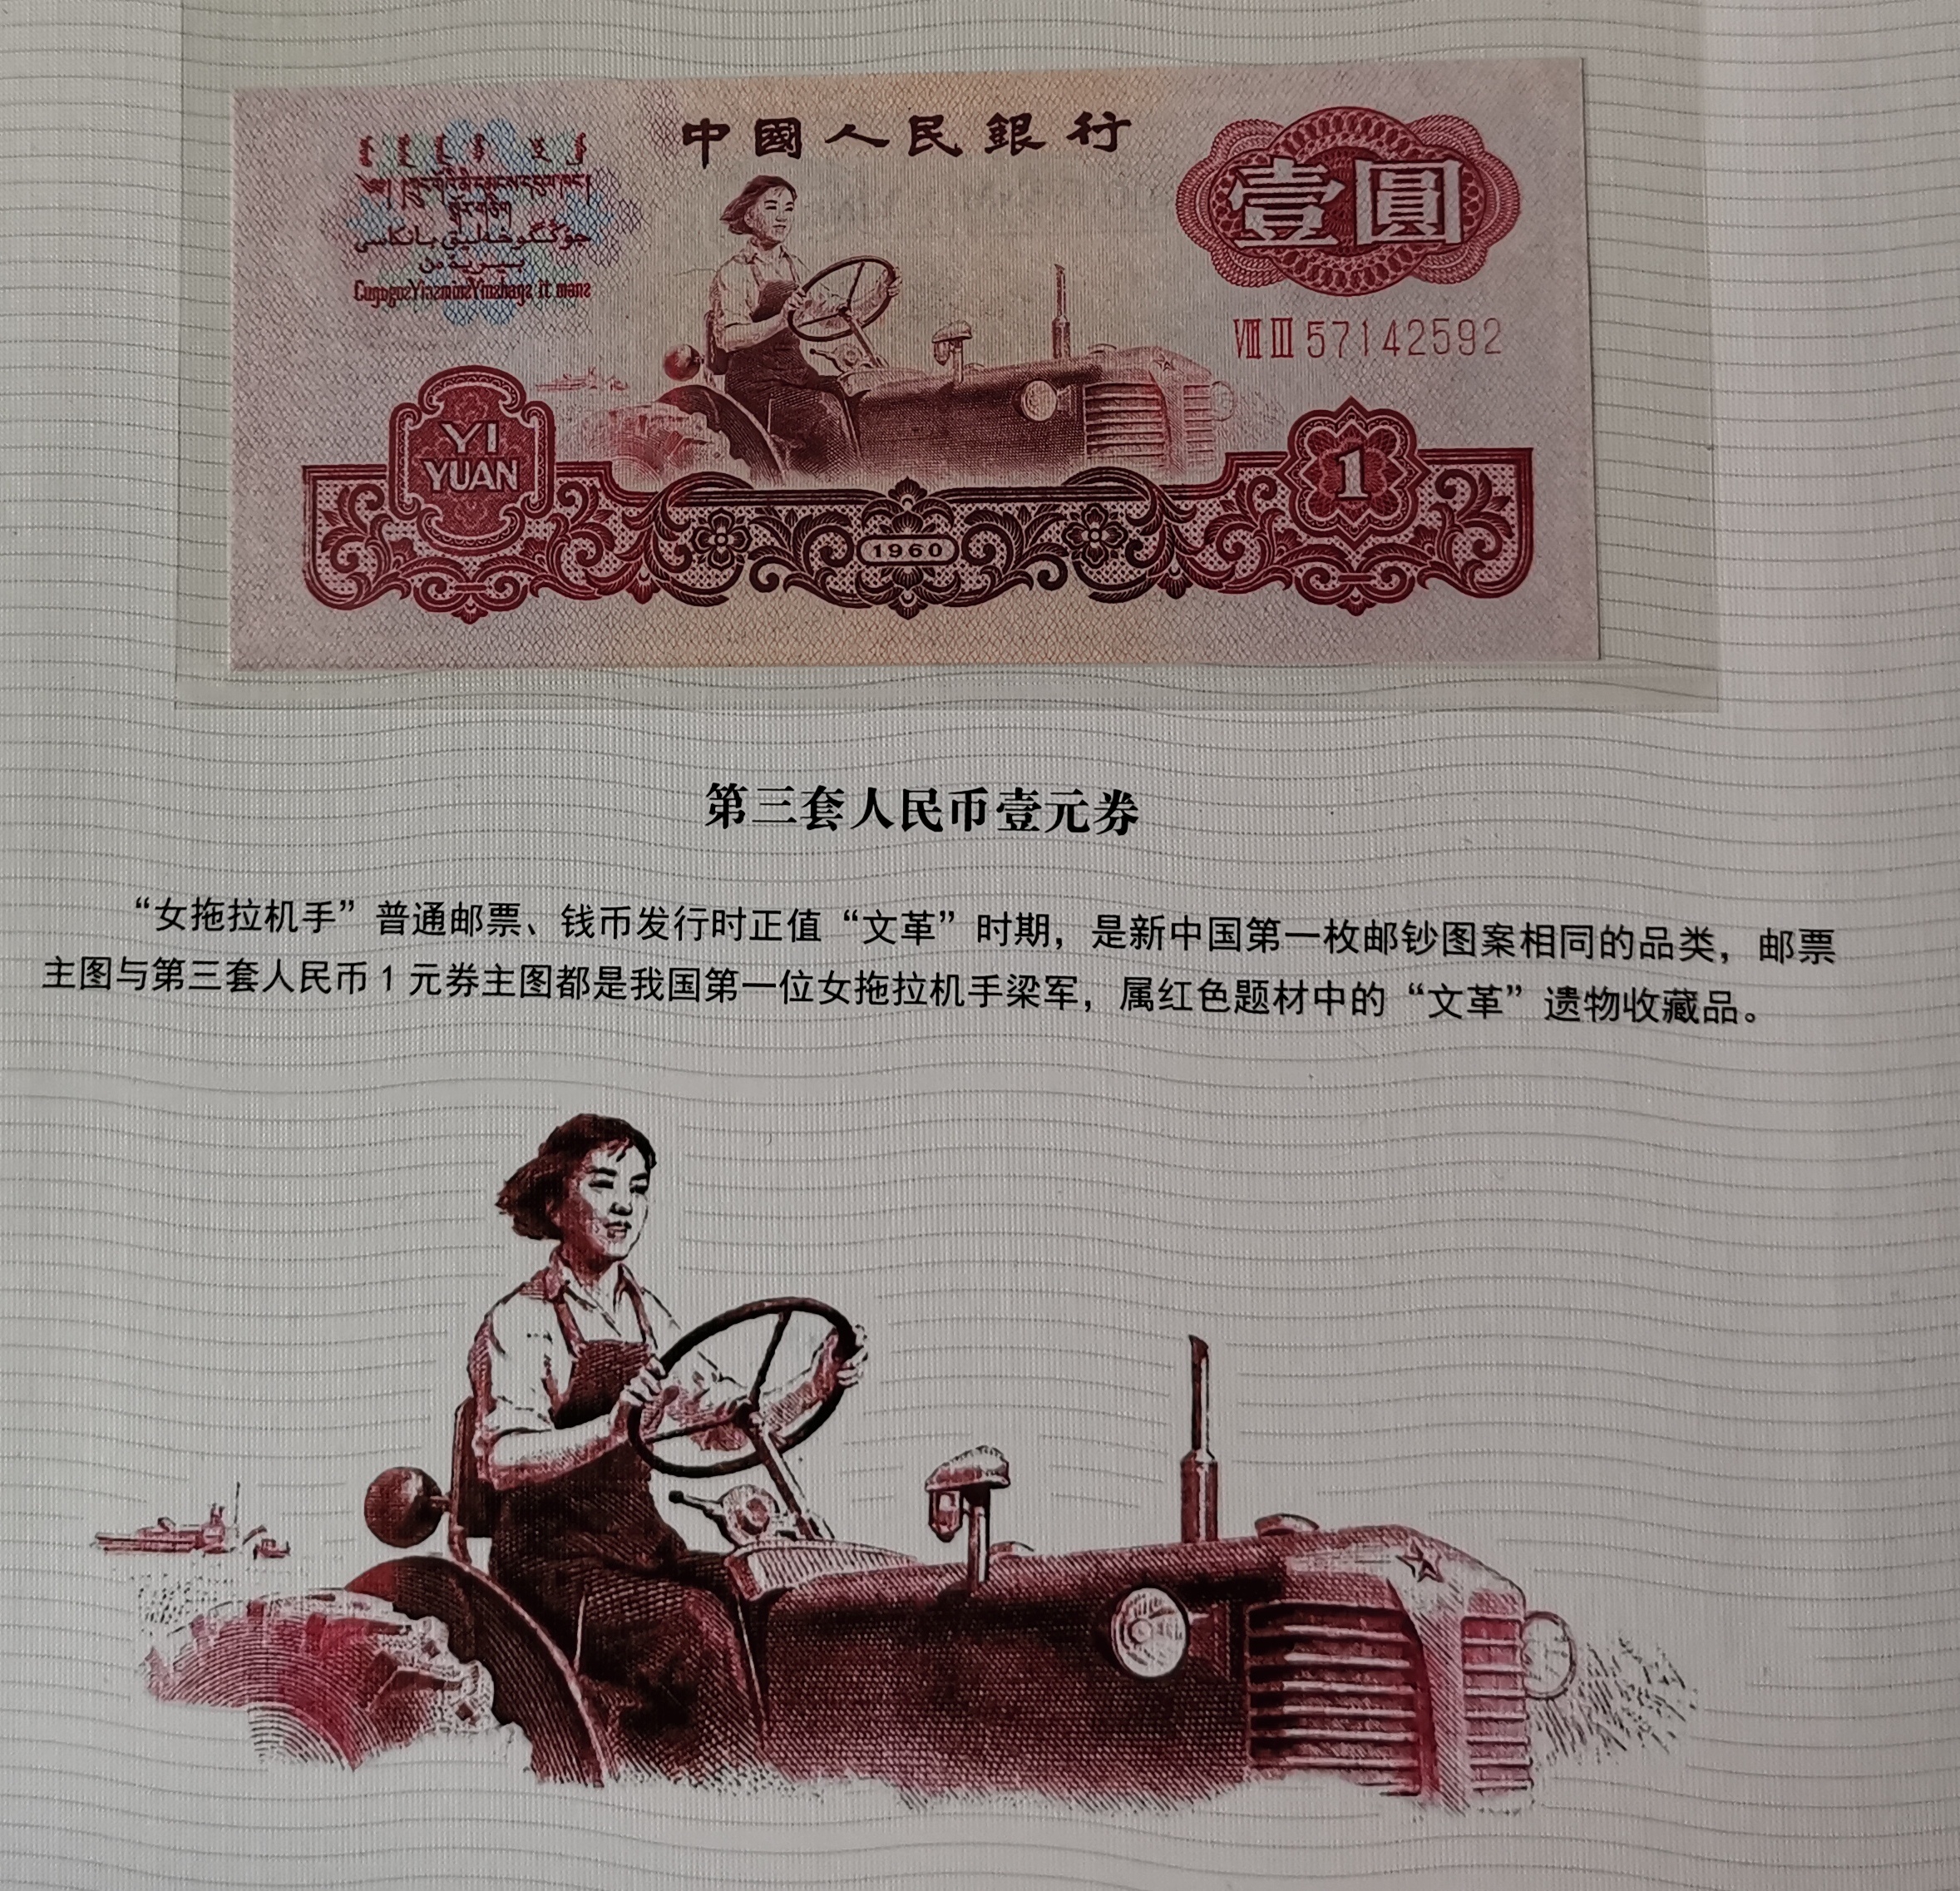 中國人民銀行
壹圓
ⅧⅢ57142592
YI
YUAN
1
1960
第三套人民币壹元券
“女拖拉机手”普通邮票、钱币发行时正值“文革”时期，是新中国第一枚邮钞图案相同的品类，邮票
主图与第三套人民币1元券主图都是我国第一位女拖拉机手梁军，属红色题材中的“文革”遗物收藏品。